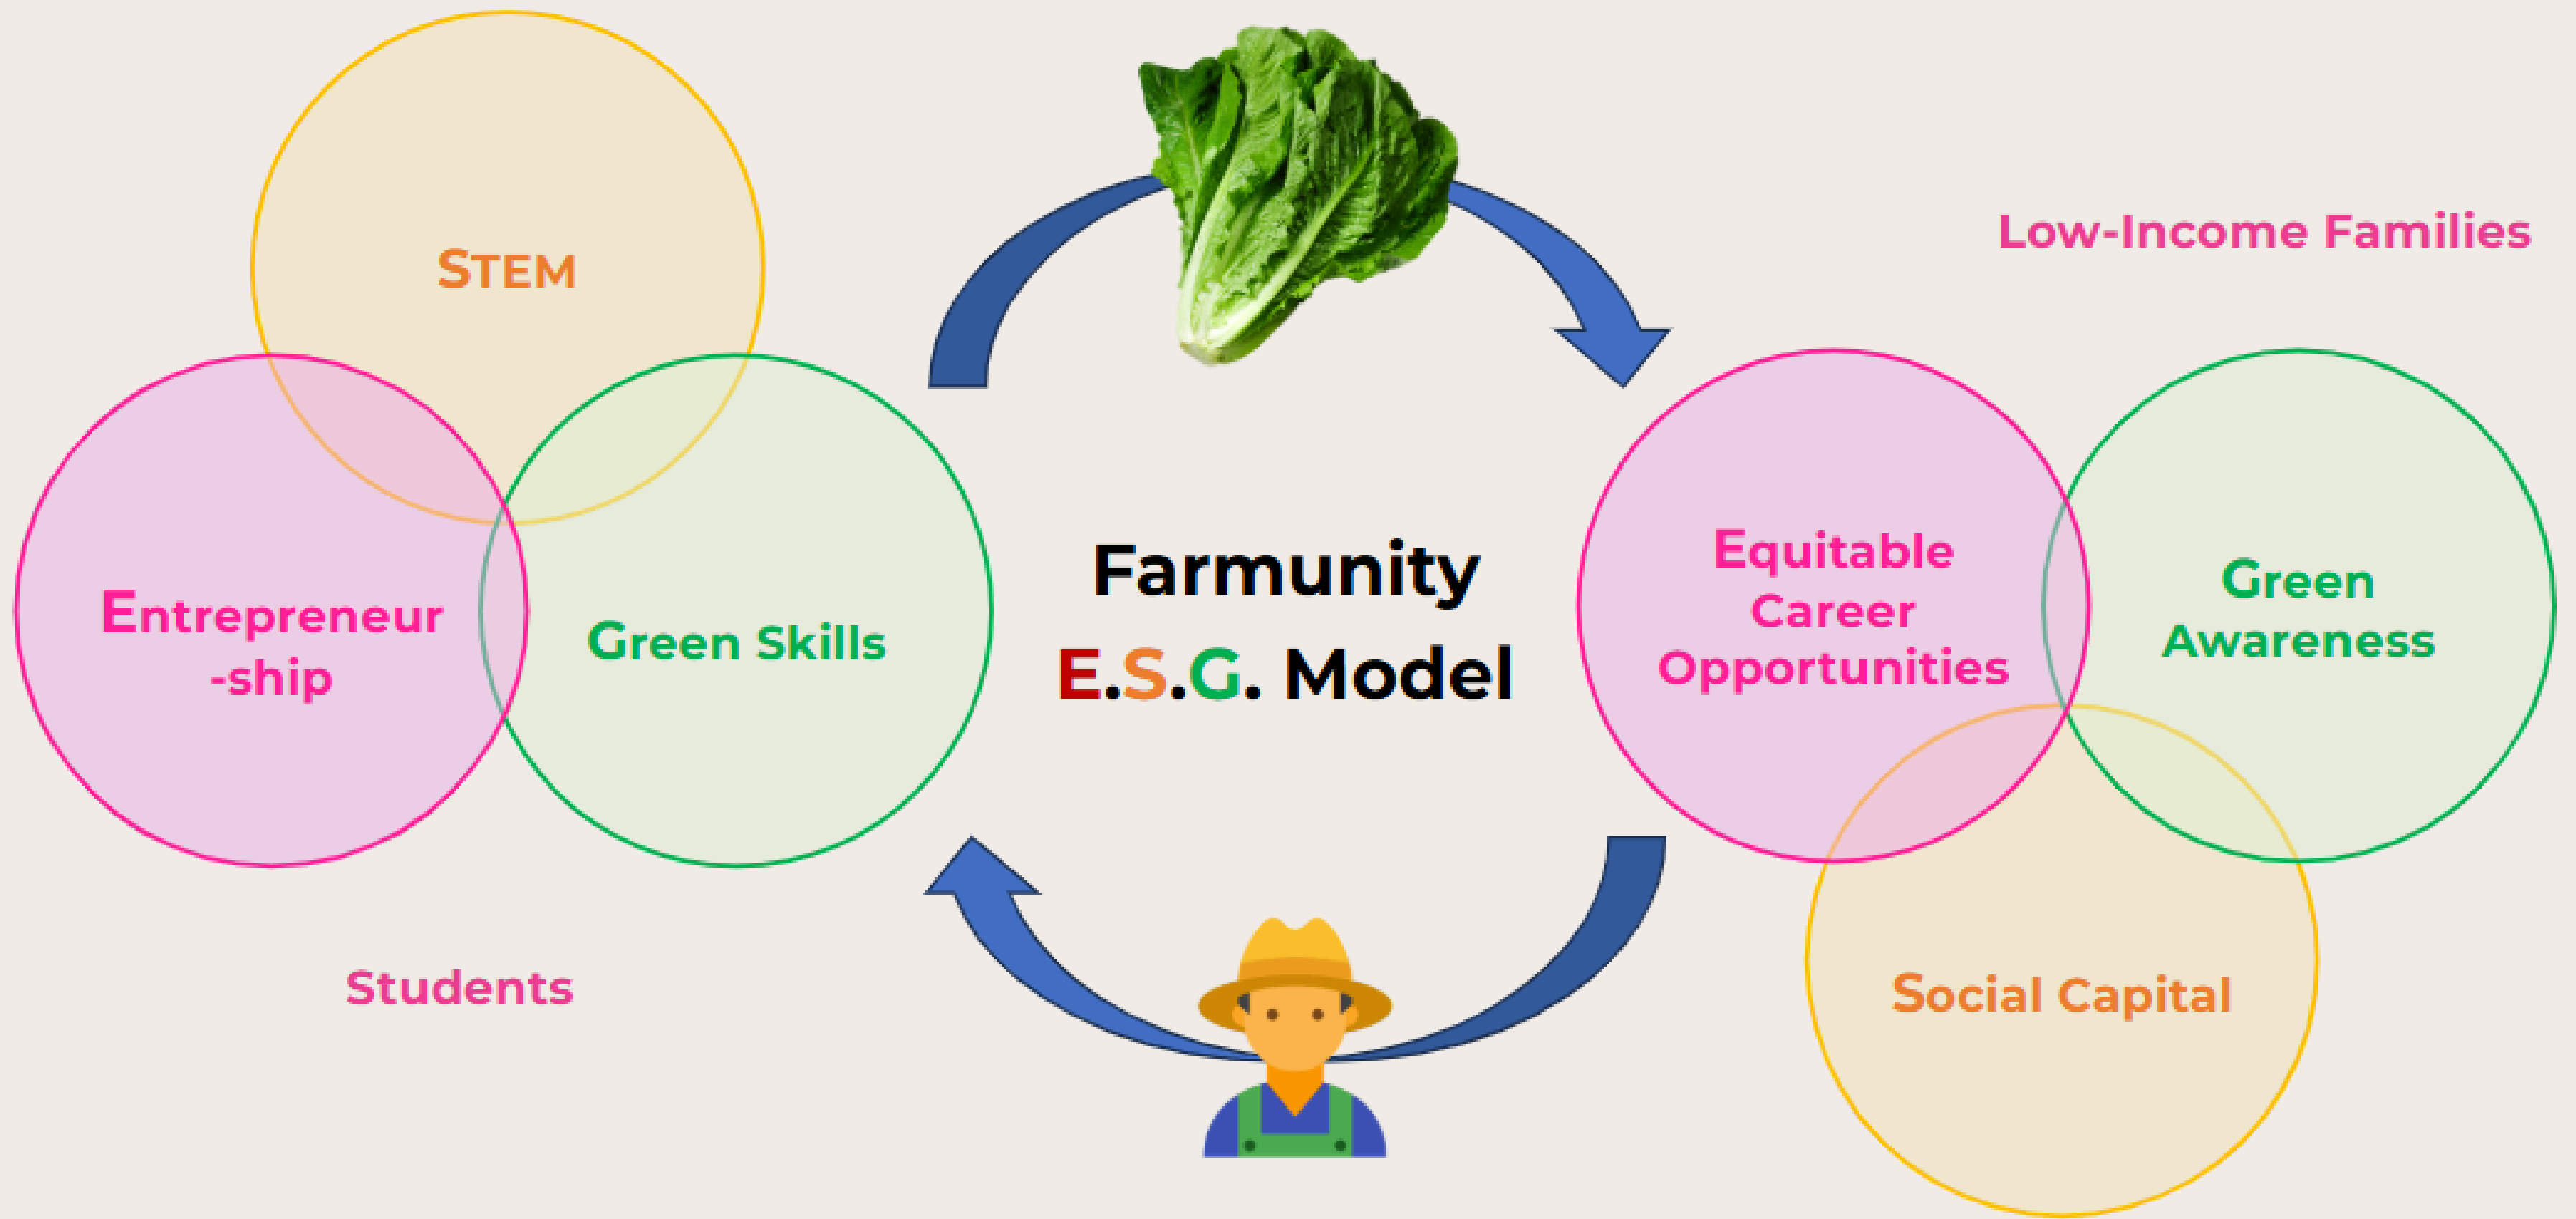 STEM
Entrepreneur
-ship
Green Skills
Students
Farmunity
E.S.G. Model
Low-Income Families
Equitable
Career
Opportunities
Green
Awareness
Social Capital